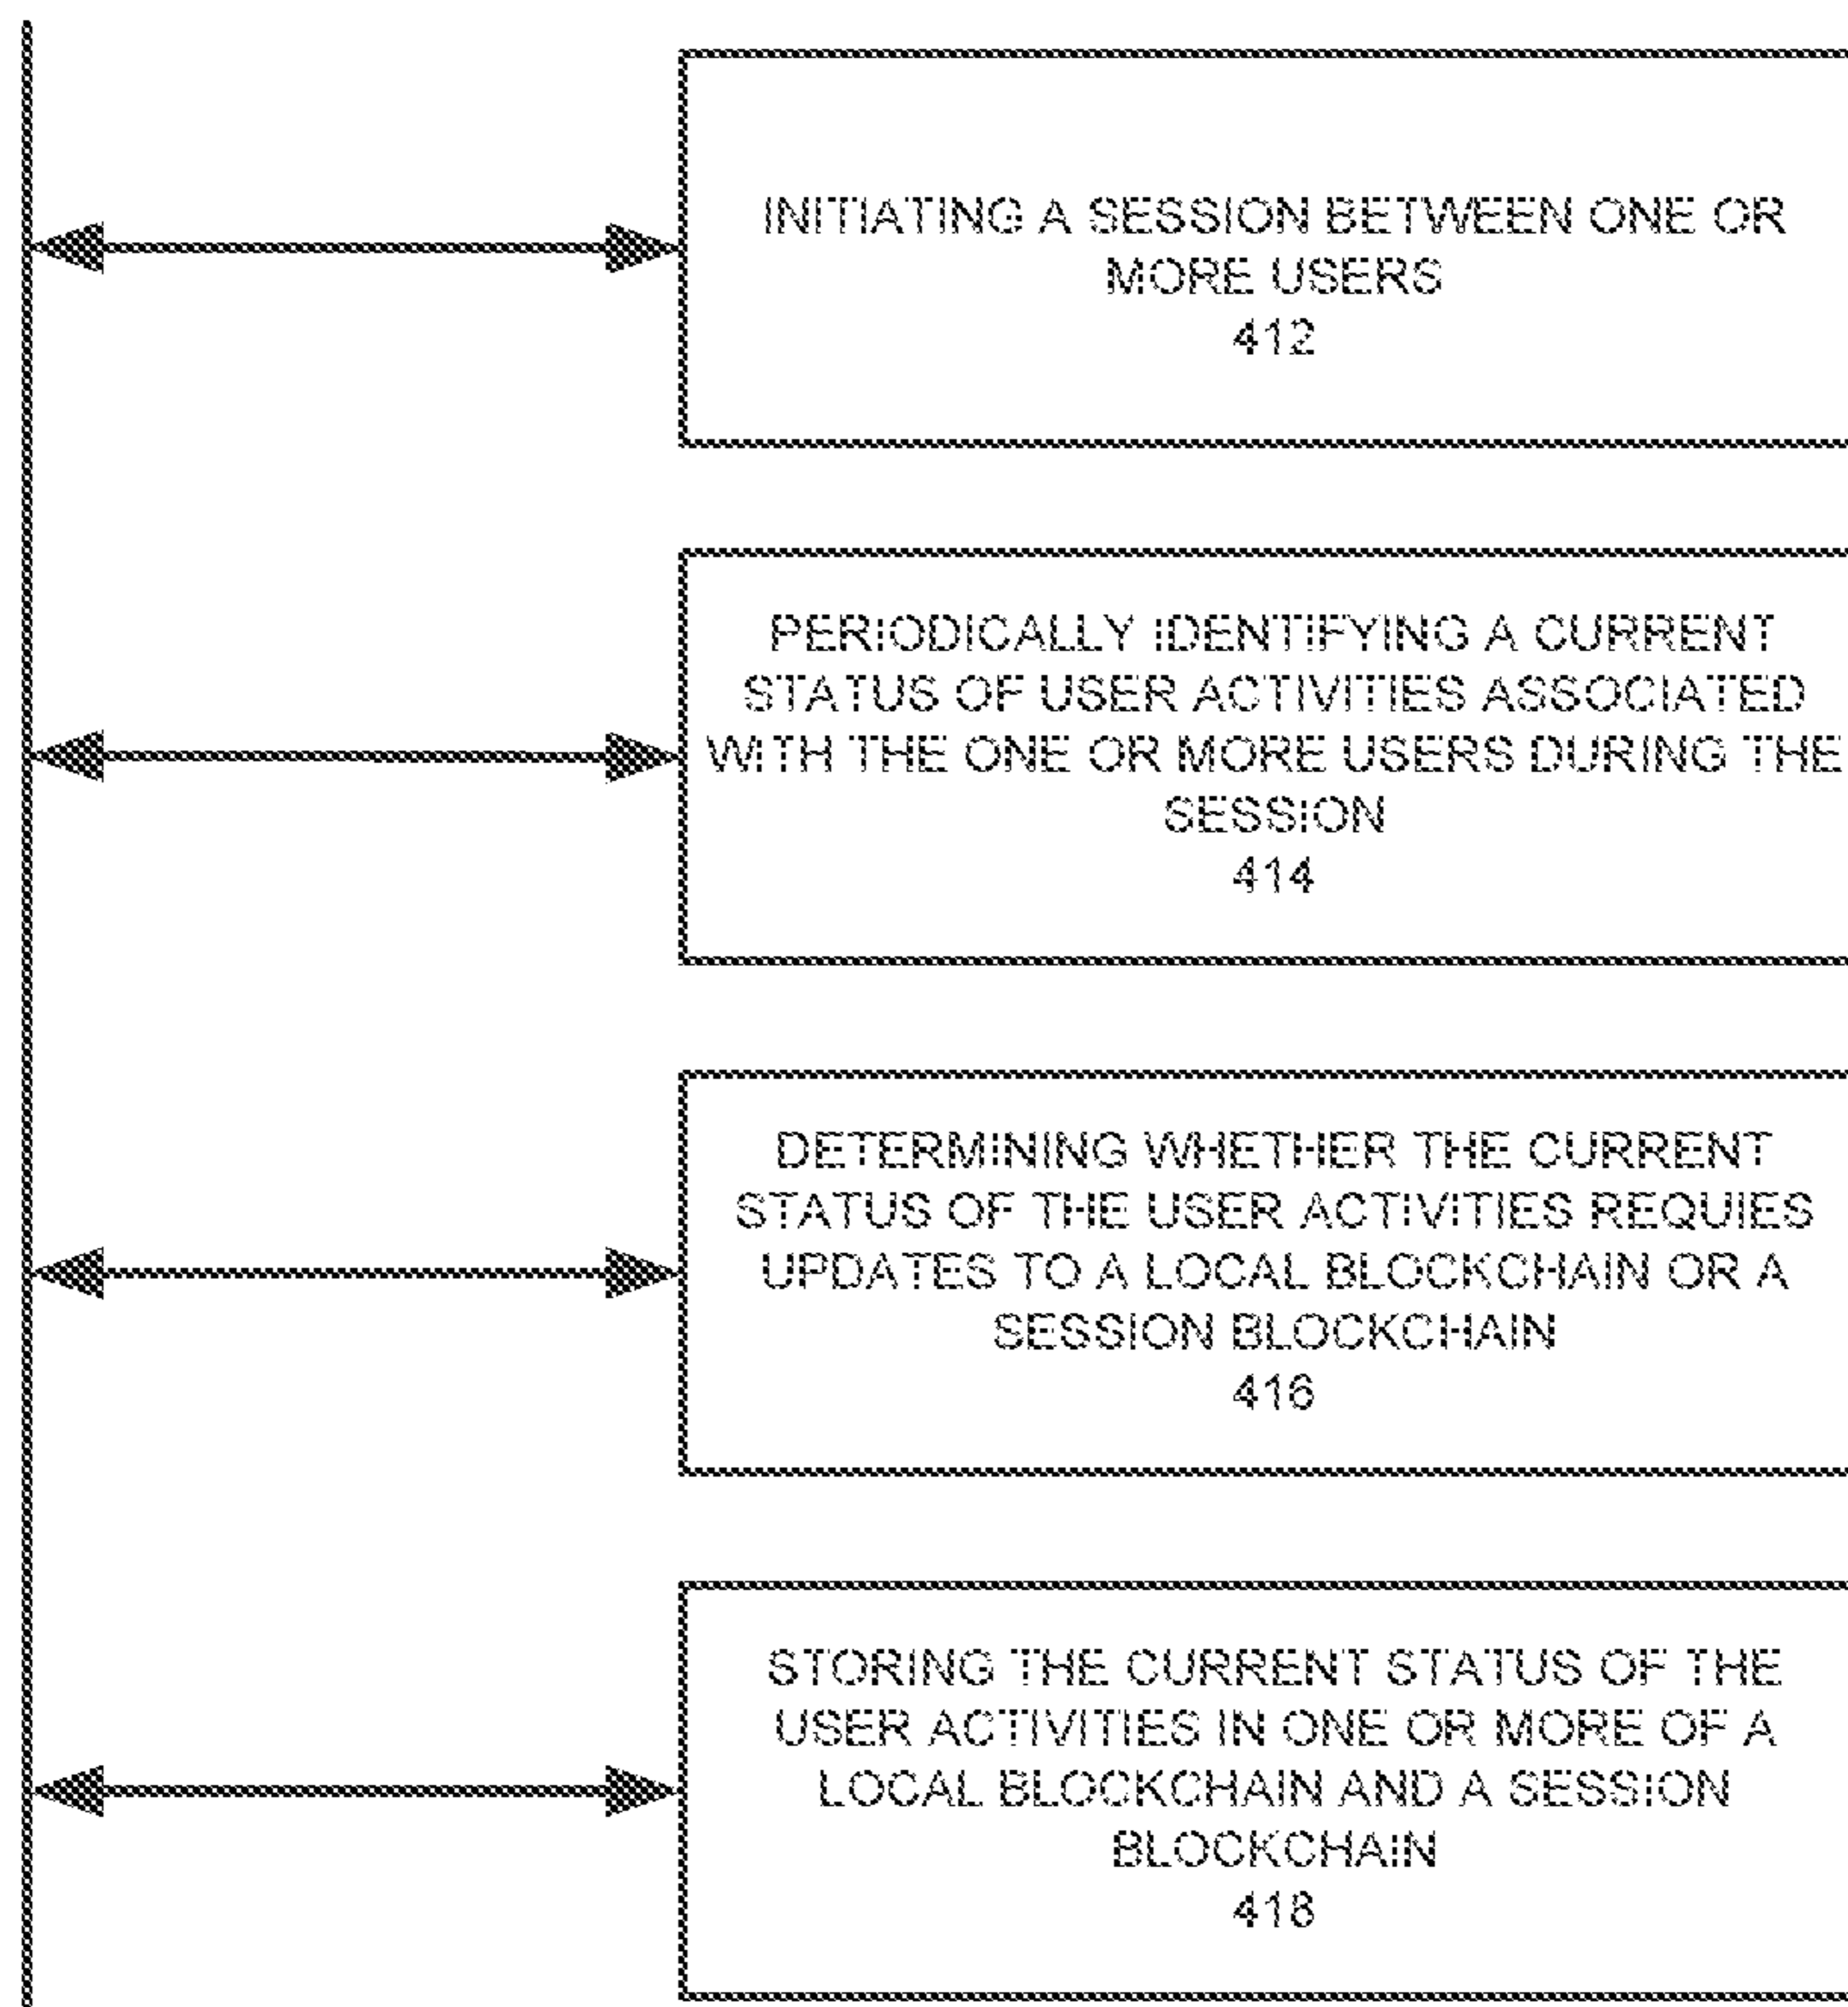 INITIATING A SESSION BETWEEN ONE OR
MORE USERS
412
PERIODICALLY IDENTIFYING A CURRENT
STATUS OF USER ACTIVITIES ASSOCIATED
WITH THE ONE OR MORE USERS DURING THE
SESSION
414
DETERMINING WHETHER THE CURRENT
STATUS OF THE USER ACTIVITIES REQUIES
UPDATES TO A LOCAL BLOCKCHAIN OR A
SESSION BLOCKCHAIN
416
STORING THE CURRENT STATUS OF THE
USER ACTIVITIES IN ONE OR MORE OF A
LOCAL BLOCKCHAIN AND A SESSION
BLOCKCHAIN
418